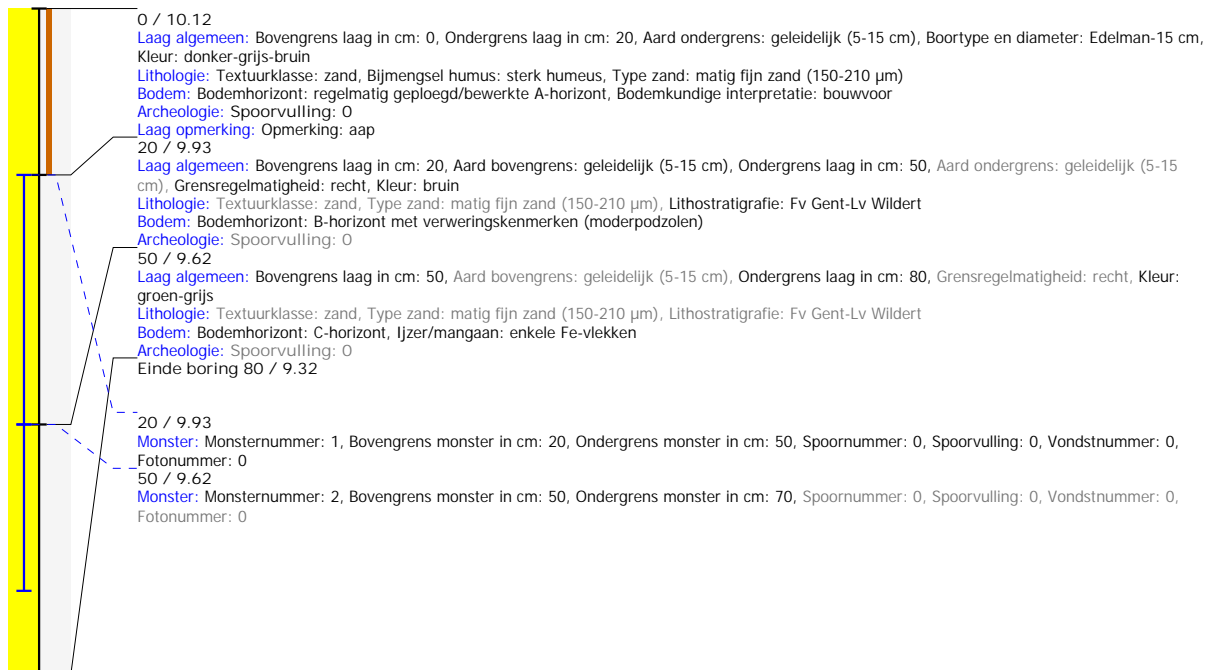 0 / 10.12
Laag algemeen: Bovengrens laag in cm: 0, Ondergrens laag in cm: 20, Aard ondergrens: geleidelijk (5-15 cm), Boortype en diameter: Edelman-15 cm,
Kleur: donker-grijs-bruin
Lithologie: Textuurklasse: zand, Bijmengsel humus: sterk humeus, Type zand: matig fijn zand (150-210 µm)
Bodem: Bodemhorizont: regelmatig geploegd/bewerkte A-horizont, Bodemkundige interpretatie: bouwvoor
Archeologie: Spoorvulling: 0
Laag opmerking: Opmerking: aap
20 / 9.93
Laag algemeen: Bovengrens laag in cm: 20, Aard bovengrens: geleidelijk (5-15 cm), Ondergrens laag in cm: 50, Aard ondergrens: geleidelijk (5-15
cm), Grensregelmatigheid: recht, Kleur: bruin
Lithologie: Textuurklasse: zand, Type zand: matig fijn zand (150-210 µm), Lithostratigrafie: Fv Gent-Lv Wildert
Bodem: Bodemhorizont: B-horizont met verweringskenmerken (moderpodzolen)
Archeologie: Spoorvulling: 0
50 / 9.62
Laag algemeen: Bovengrens laag in cm: 50, Aard bovengrens: geleidelijk (5-15 cm), Ondergrens laag in cm: 80, Grensregelmatigheid: recht, Kleur:
groen-grijs
Lithologie: Textuurklasse: zand, Type zand: matig fijn zand (150-210 µm), Lithostratigrafie: Fv Gent-Lv Wildert
Bodem: Bodemhorizont: C-horizont, Ijzer/mangaan: enkele Fe-vlekken
Archeologie: Spoorvulling: 0
Einde boring 80 / 9.32
20 / 9.93
Monster: Monsternummer: 1, Bovengrens monster in cm: 20, Ondergrens monster in cm: 50, Spoornummer: 0, Spoorvulling: 0, Vondstnummer: 0,
Fotonummer: 0
50 / 9.62
Monster: Monsternummer: 2, Bovengrens monster in cm: 50, Ondergrens monster in cm: 70, Spoornummer: 0, Spoorvulling: 0, Vondstnummer: 0,
Fotonummer: 0